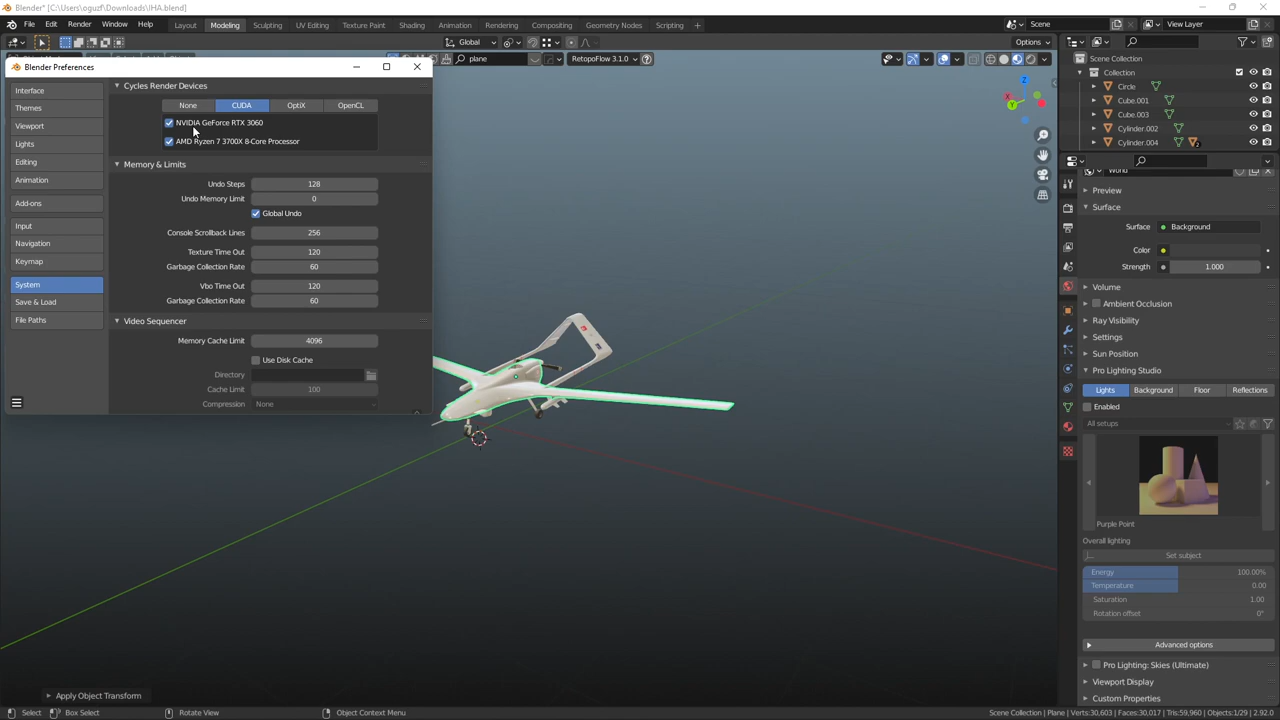 Blender* [C:\Users\oguzf\Downloads\IHA.blend]
File Edit Render Window Help
Layout Modeling Sculpting UV Editing Texture Paint Shading Animation Rendering Compositing Geometry Nodes Scripting +
Scene
View Layer
Global
Options
plane
RetopoFlow 3.1.0
Blender Preferences
Interface
Themes
Viewport
Lights
Editing
Animation
Add-ons
Input
Navigation
Keymap
System
Save & Load
File Paths
Cycles Render Devices
None CUDA OptiX OpenCL
NVIDIA GeForce RTX 3060
AMD Ryzen 7 3700X 8-Core Processor
Memory & Limits
Undo Steps 128
Undo Memory Limit 0
Global Undo
Console Scrollback Lines 256
Texture Time Out 120
Garbage Collection Rate 60
Vbo Time Out 120
Garbage Collection Rate 60
Video Sequencer
Memory Cache Limit 4096
Use Disk Cache
Directory
Cache Limit 100
Compression None
Z
X
Y
Scene Collection
Collection
Circle
Cube.001
Cube.003
Cylinder.002
Cylinder.004 2
World
Preview
Surface
Surface Background
Color
Strength 1.000
Volume
Ambient Occlusion
Ray Visibility
Settings
Sun Position
Pro Lighting Studio
Lights Background Floor Reflections
Enabled
All setups
Purple Point
Overall lighting
Set subject
Energy 100.00%
Temperature 0.00
Saturation 1.00
Rotation offset 0°
Advanced options
Pro Lighting: Skies (Ultimate)
Viewport Display
Custom Properties
Apply Object Transform
Select Box Select Rotate View Object Context Menu
Scene Collection | Plane | Verts:30,603 | Faces:30,017 | Tris:59,960 | Objects:1/29 | 2.92.0